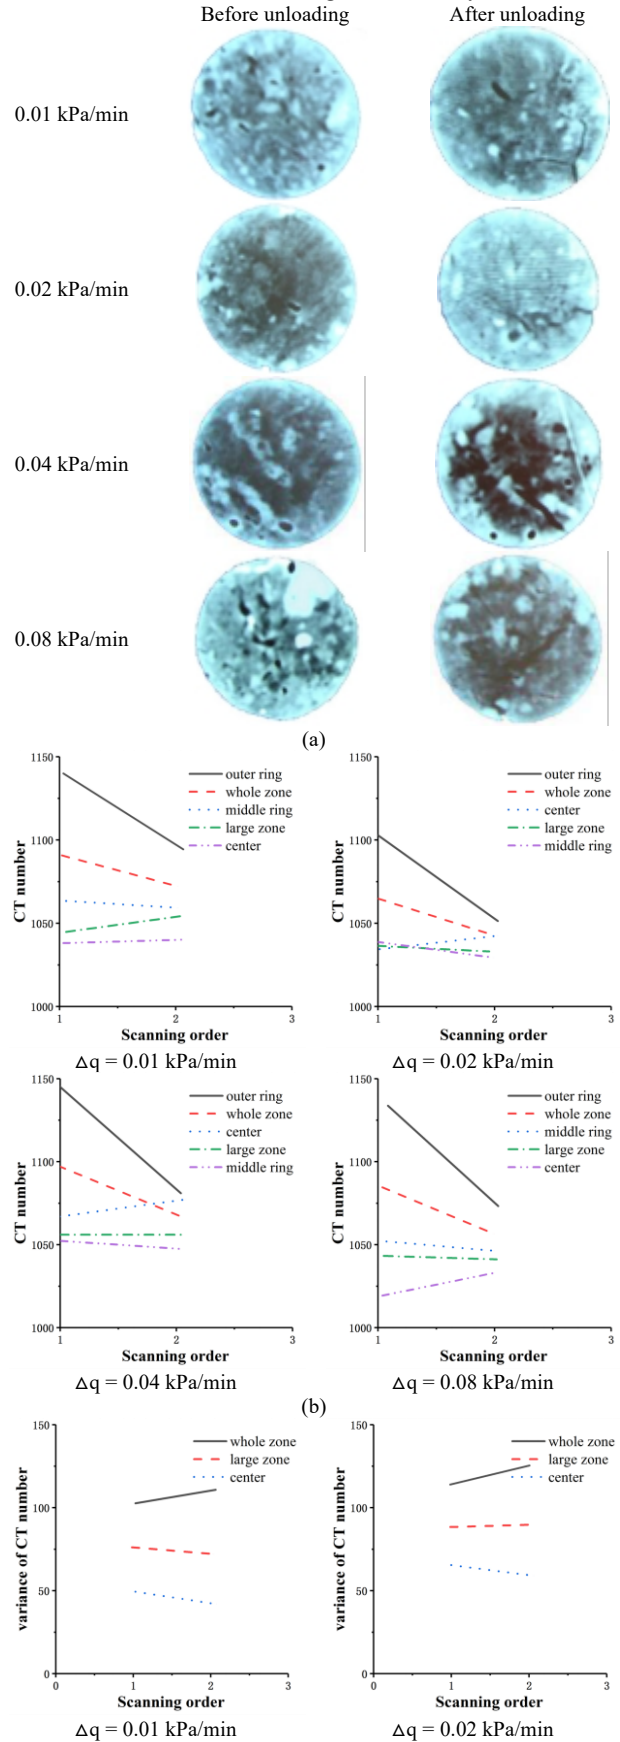 Before unloading After unloading
0.01 kPa/min
0.02 kPa/min
0.04 kPa/min
0.08 kPa/min
(a)
1150
1100
1050
1000
CT number
outer ring
whole zone
middle ring
large zone
center
1 2 3
Scanning order
△q = 0.01 kPa/min
1150
1100
1050
1000
CT number
outer ring
whole zone
center
large zone
middle ring
1 2 3
Scanning order
△q = 0.02 kPa/min
1150
1100
1050
1000
CT number
outer ring
whole zone
center
large zone
middle ring
1 2 3
Scanning order
△q = 0.04 kPa/min
1150
1100
1050
1000
CT number
outer ring
whole zone
middle ring
large zone
center
1 2 3
Scanning order
△q = 0.08 kPa/min
(b)
150
100
50
0
variance of CT number
whole zone
large zone
center
0 1 2 3
Scanning order
△q = 0.01 kPa/min
150
100
50
0
variance of CT number
whole zone
large zone
center
0 1 2 3
Scanning order
△q = 0.02 kPa/min